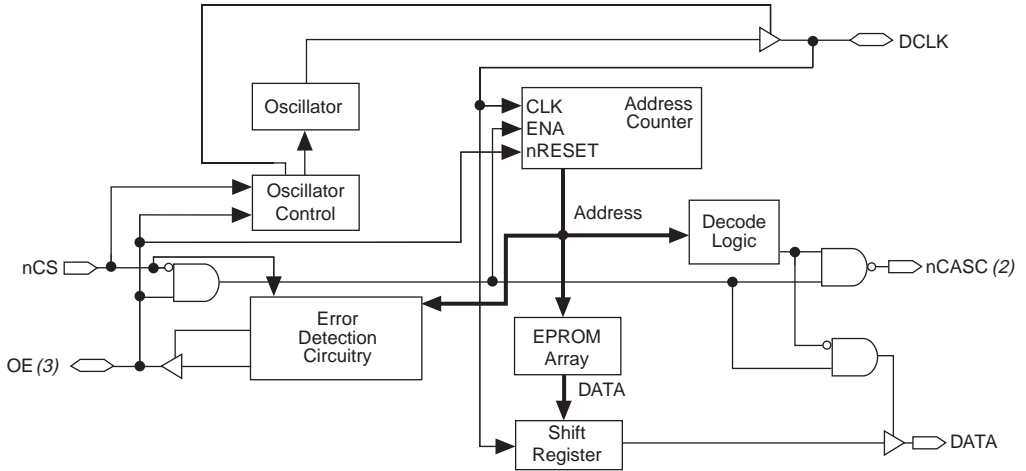 DCLK
Oscillator
CLK
ENA
nRESET
Address
Counter
Oscillator
Control
Address
Decode
Logic
nCS
nCASC (2)
Error
Detection
Circuitry
EPROM
Array
OE (3)
DATA
Shift
Register
DATA